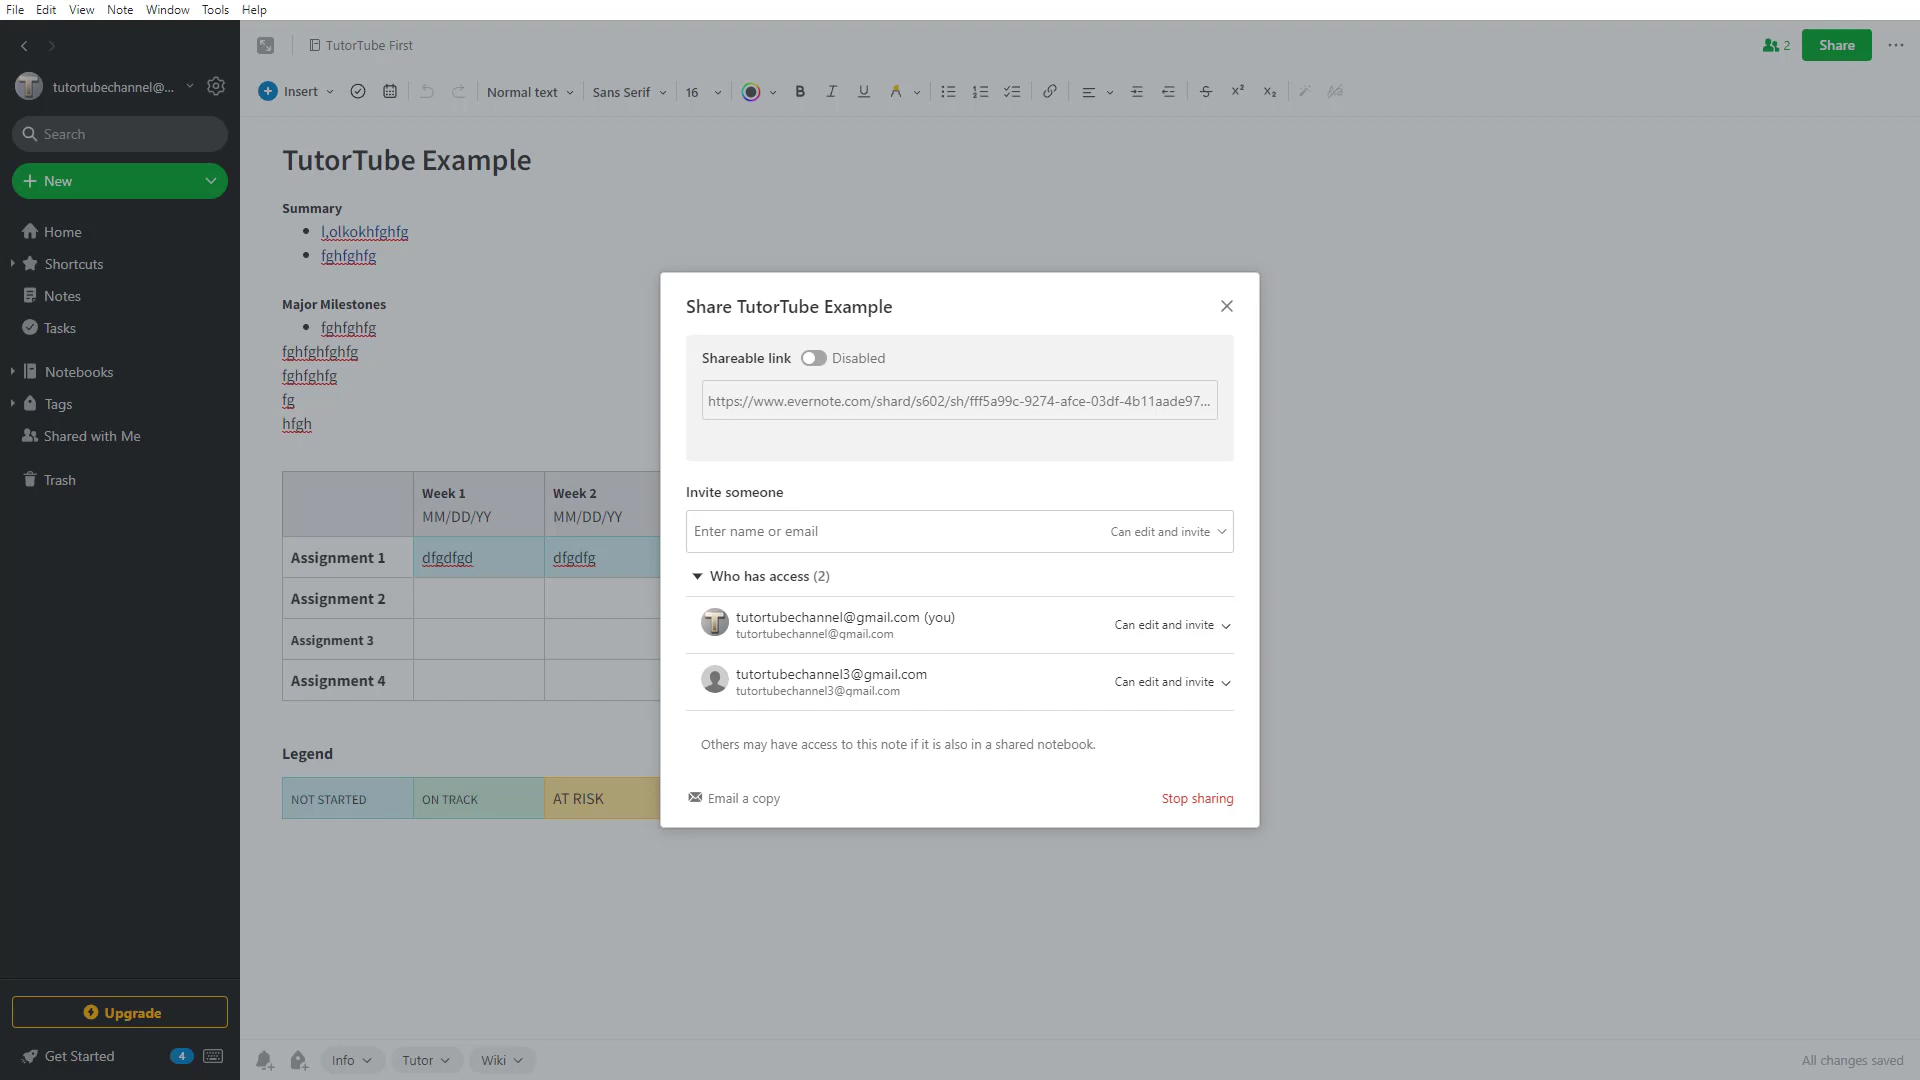 File Edit View Note Window Tools Help
tutortubechannel@...
Search
New
Home
Shortcuts
Notes
Tasks
Notebooks
Tags
Shared with Me
Trash
Upgrade
Get Started 4
TutorTube First
2 Share
Insert Normal text Sans Serif 16 B I U A x² x₂
TutorTube Example
Summary
l,olkokhfghfg
fghfghfg
Major Milestones
fghfghfg
fghfghfghfg
fghfghfg
fg
hfgh
Week 1 Week 2
MM/DD/YY MM/DD/YY
Assignment 1 dfgdfgd dfgdfg
Assignment 2
Assignment 3
Assignment 4
Legend
NOT STARTED ON TRACK AT RISK
Share TutorTube Example
Shareable link Disabled
https://www.evernote.com/shard/s602/sh/fff5a99c-9274-afce-03df-4b11aade97...
Invite someone
Enter name or email Can edit and invite
Who has access (2)
T tutortubechannel@gmail.com (you)
tutortubechannel@gmail.com Can edit and invite
tutortubechannel3@gmail.com
tutortubechannel3@gmail.com Can edit and invite
Others may have access to this note if it is also in a shared notebook.
Email a copy Stop sharing
Info Tutor Wiki All changes saved